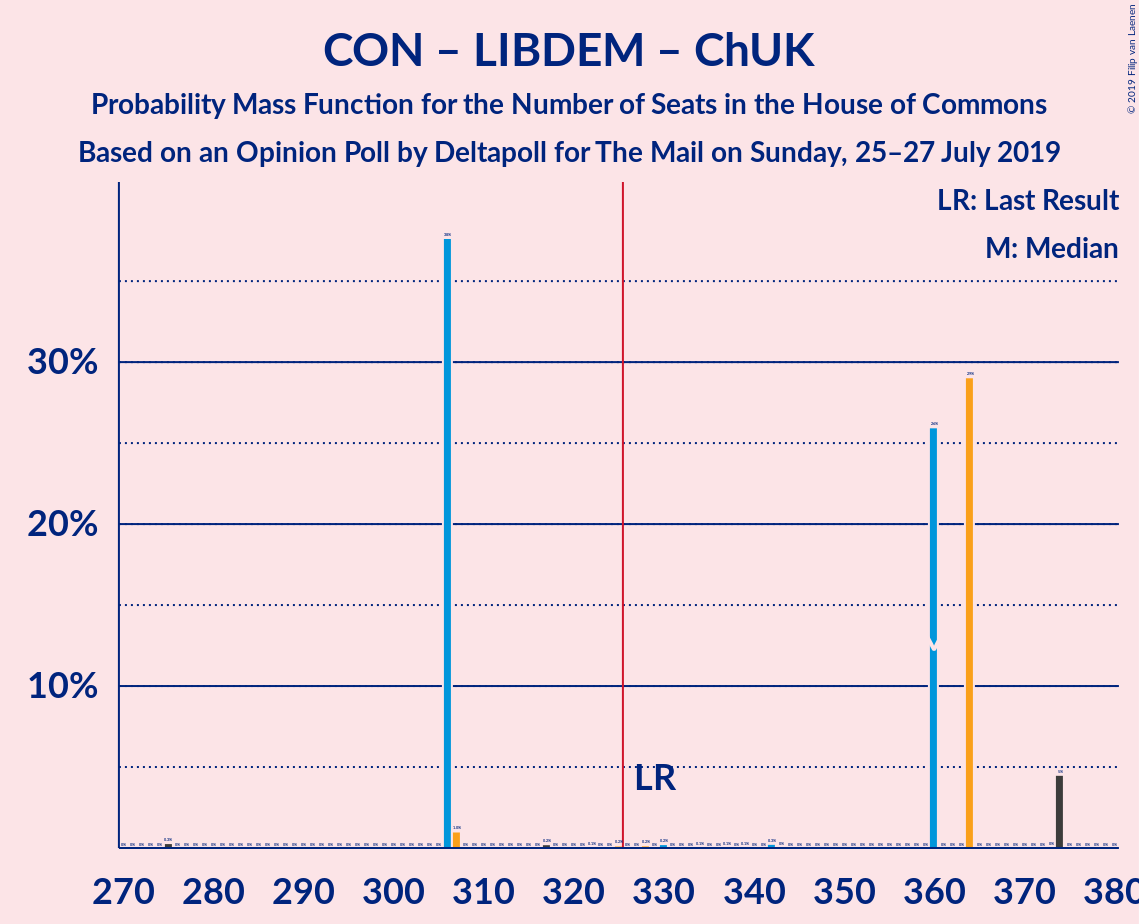 CON – LIBDEM – ChUK
Probability Mass Function for the Number of Seats in the House of Commons
Based on an Opinion Poll by Deltapoll for The Mail on Sunday, 25–27 July 2019
© 2019 Filip van Laenen
LR: Last Result
M: Median
30%
20%
10%
LR
270 280 290 300 310 320 330 340 350 360 370 380